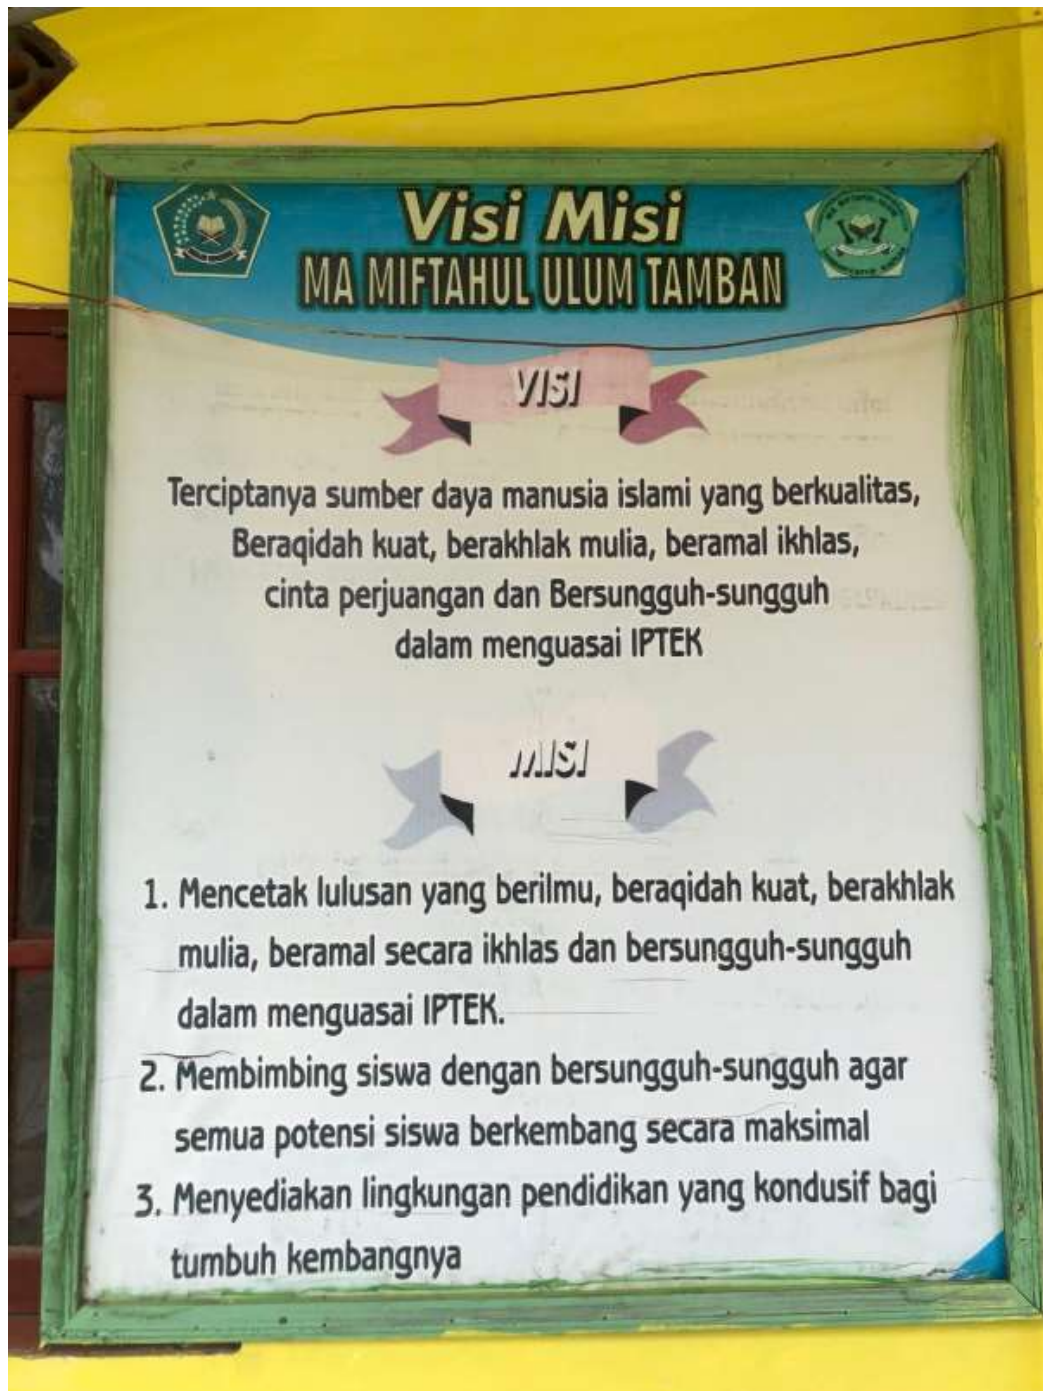 Visi Misi
MA MIFTAHUL ULUM TAMBAN
VISI
Terciptanya sumber daya manusia islami yang berkualitas,
Beraqidah kuat, berakhlak mulia, beramal ikhlas,
cinta perjuangan dan Bersungguh-sungguh
dalam menguasai IPTEK
MISI
1. Mencetak lulusan yang berilmu, beraqidah kuat, berakhlak
mulia, beramal secara ikhlas dan bersungguh-sungguh
dalam menguasai IPTEK.
2. Membimbing siswa dengan bersungguh-sungguh agar
semua potensi siswa berkembang secara maksimal
3. Menyediakan lingkungan pendidikan yang kondusif bagi
tumbuh kembangnya